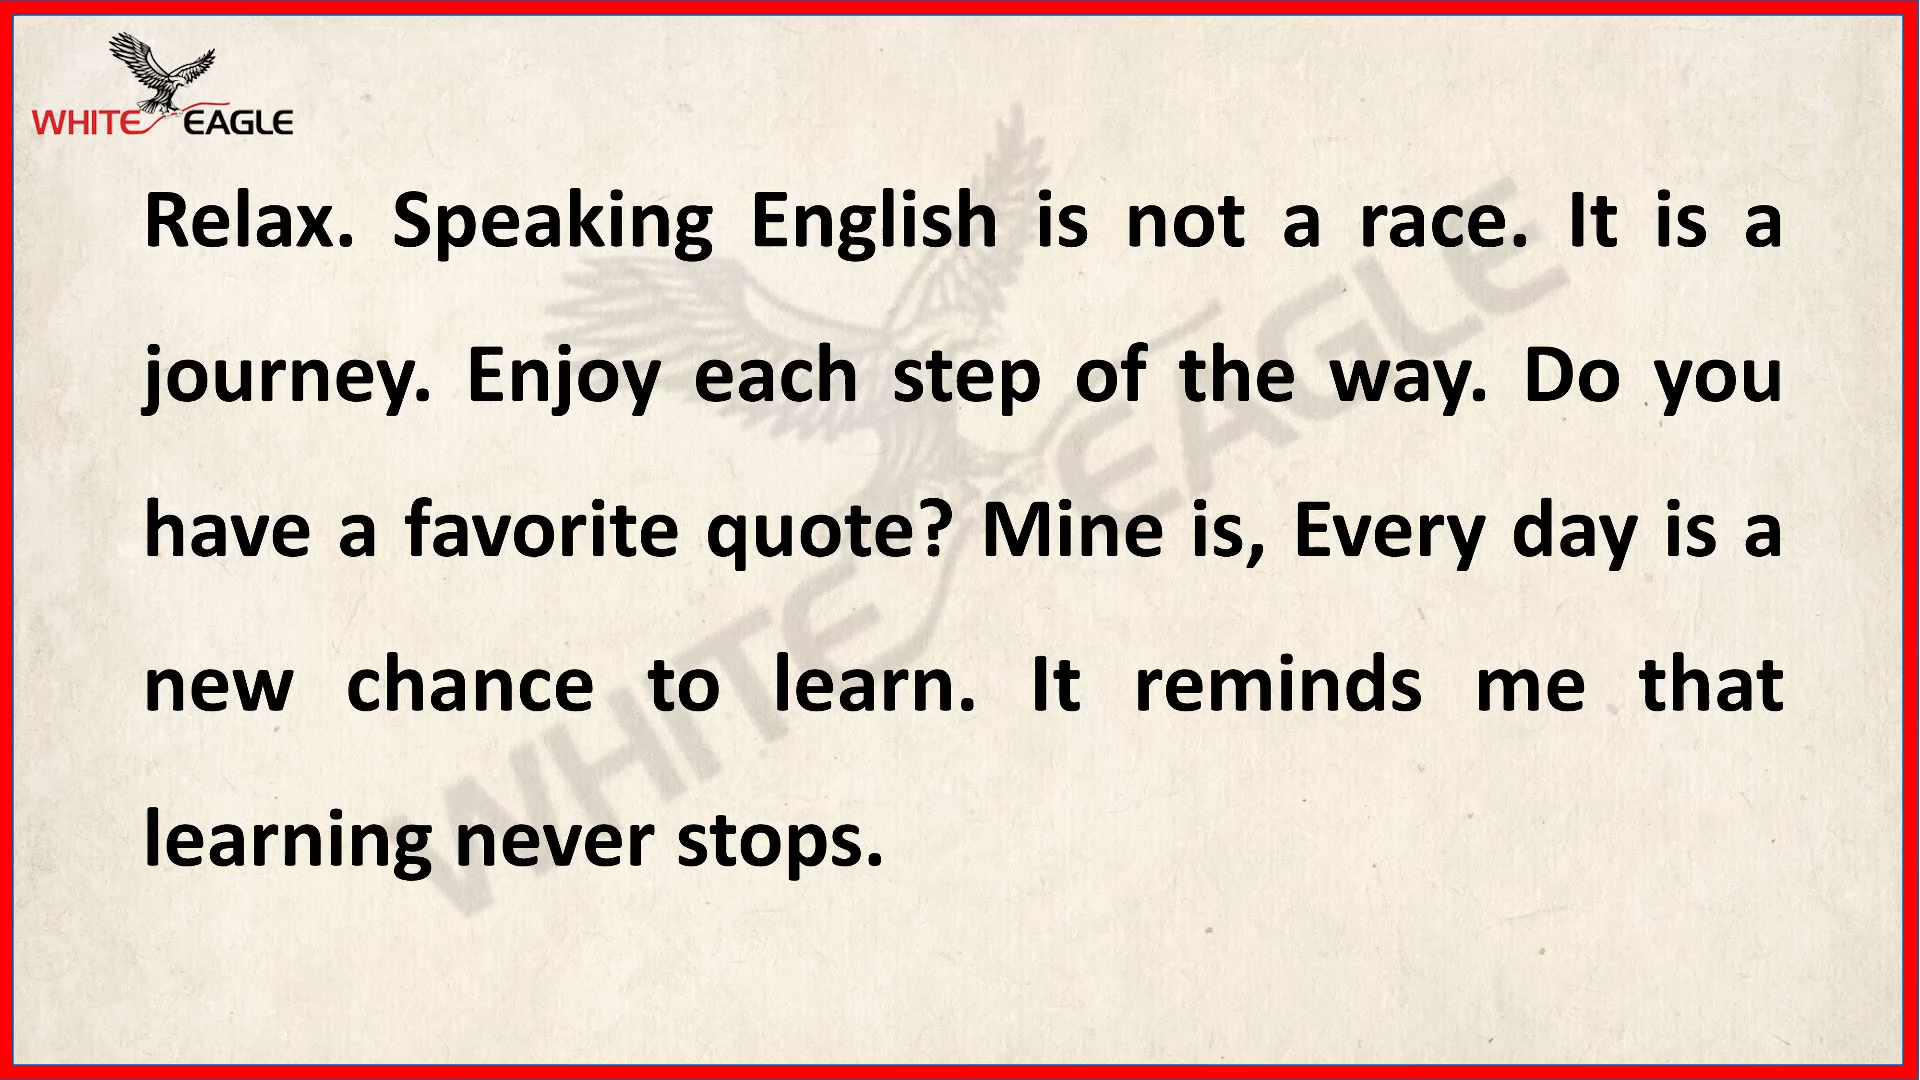 WHITE EAGLE
Relax. Speaking English is not a race. It is a
journey. Enjoy each step of the way. Do you
have a favorite quote? Mine is, Every day is a
new chance to learn. It reminds me that
learning never stops.
WHITE EAGLE